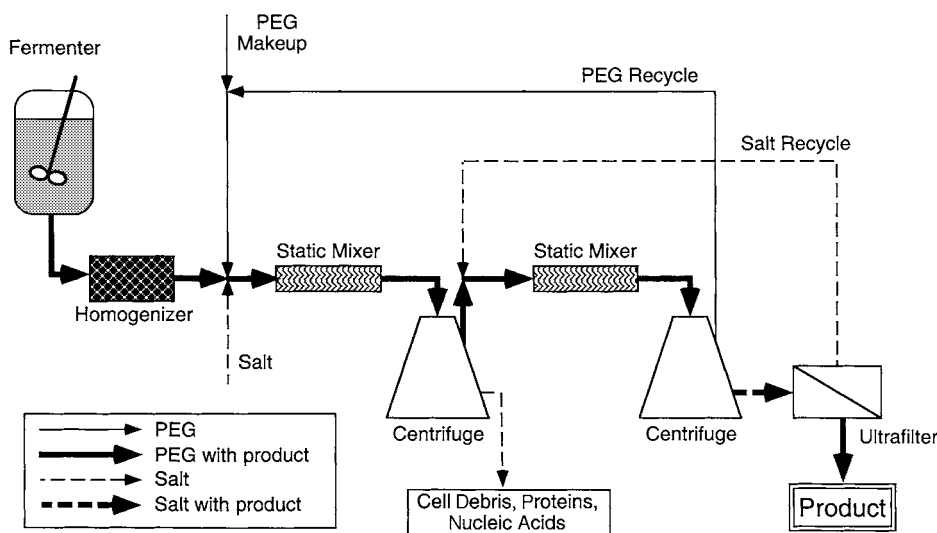 PEG
Makeup
Fermenter
PEG Recycle
Salt Recycle
Static Mixer
Static Mixer
Homogenizer
Salt
Centrifuge
Centrifuge
Ultrafilter
PEG
PEG with product
Salt
Salt with product
Cell Debris, Proteins,
Nucleic Acids
Product